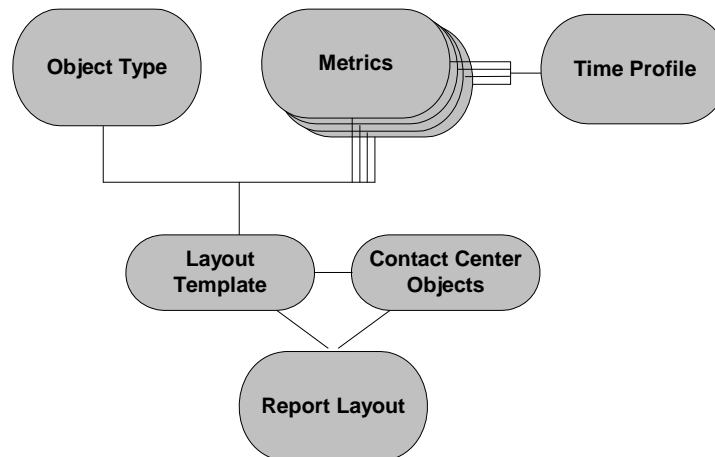 Object Type
Metrics
Time Profile
Layout
Template
Contact Center
Objects
Report Layout